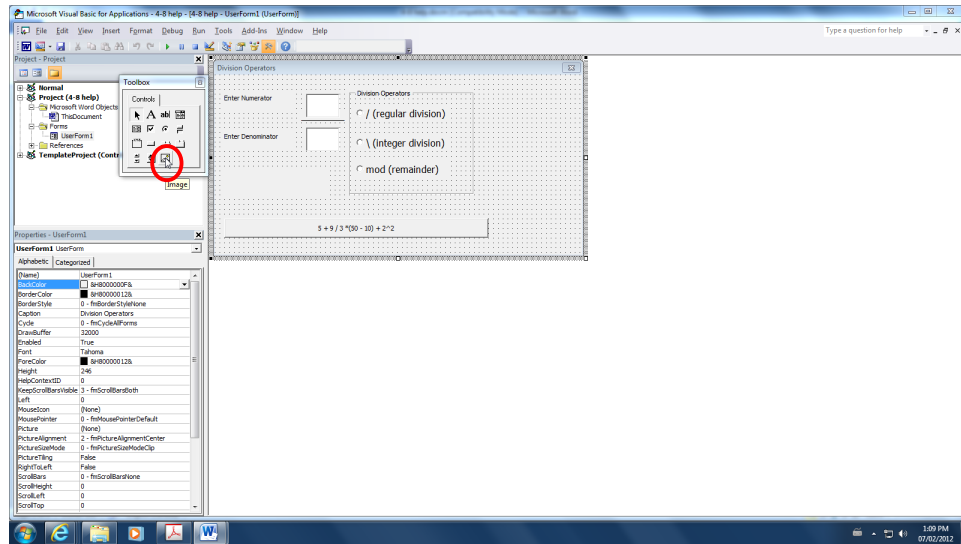 Microsoft Visual Basic for Applications - 4-8 help - [4-8 help - UserForm1 (UserForm)]
File Edit View Insert Format Debug Run Tools Add-Ins Window Help
Type a question for help
Project - Project
Normal
Project (4-8 help)
Microsoft Word Objects
ThisDocument
Forms
UserForm1
References
TemplateProject
Toolbox
Controls
A abl
Image
Division Operators
Enter Numerator
Enter Denominator
Division Operators
/ (regular division)
\ (integer division)
mod (remainder)
5 + 9 / 3 *(50 - 10) + 2^2
Properties - UserForm1
UserForm1 UserForm
Alphabetic Categorized
(Name) UserForm1
BackColor &H8000000F&
BorderColor &H80000012&
BorderStyle 0 - fmBorderStyleNone
Caption Division Operators
Cycle 0 - fmCycleAllForms
DrawBuffer 32000
Enabled True
Font Tahoma
ForeColor &H80000012&
Height 246
HelpContextID 0
KeepScrollBarsVisible 3 - fmScrollBarsBoth
Left 0
MouseIcon (None)
MousePointer 0 - fmMousePointerDefault
Picture (None)
PictureAlignment 2 - fmPictureAlignmentCenter
PictureSizeMode 0 - fmPictureSizeModeClip
PictureTiling False
RightToLeft False
ScrollBars 0 - fmScrollBarsNone
ScrollHeight 0
ScrollLeft 0
ScrollTop 0
1:09 PM
07/02/2012